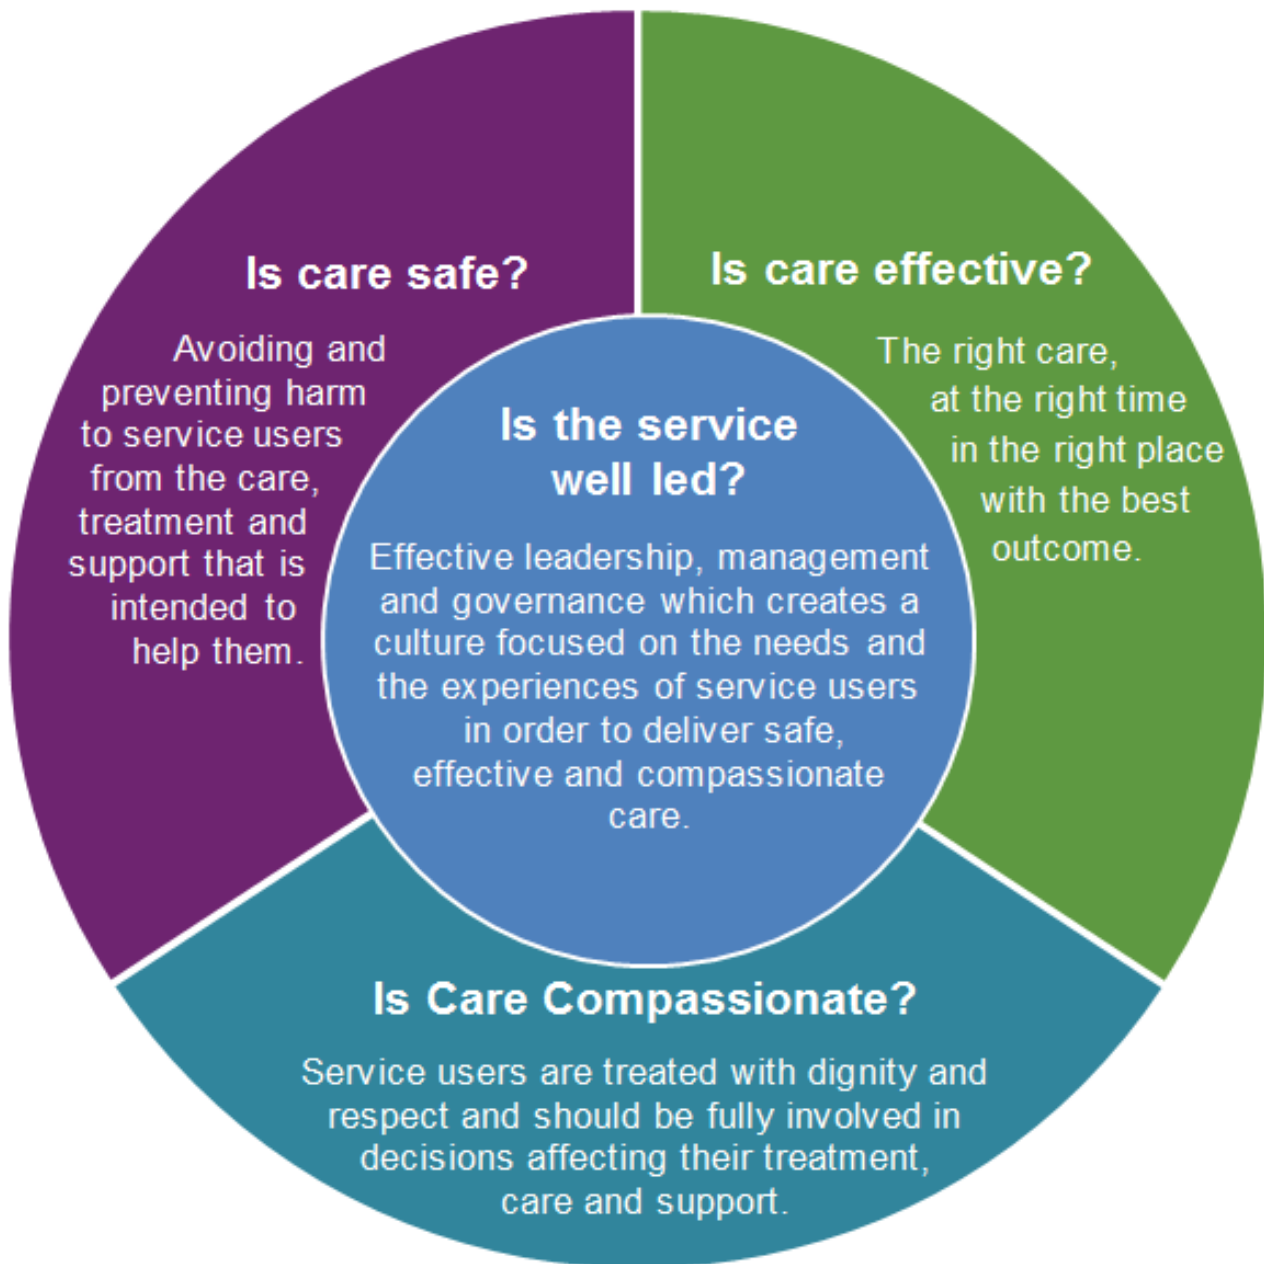 Is care safe?
Avoiding and
preventing harm
to service users
from the care,
treatment and
support that is
intended to
help them.
Is care effective?
The right care,
at the right time
in the right place
with the best
outcome.
Is the service
well led?
Effective leadership, management
and governance which creates a
culture focused on the needs and
the experiences of service users
in order to deliver safe,
effective and compassionate
care.
Is Care Compassionate?
Service users are treated with dignity and
respect and should be fully involved in
decisions affecting their treatment,
care and support.